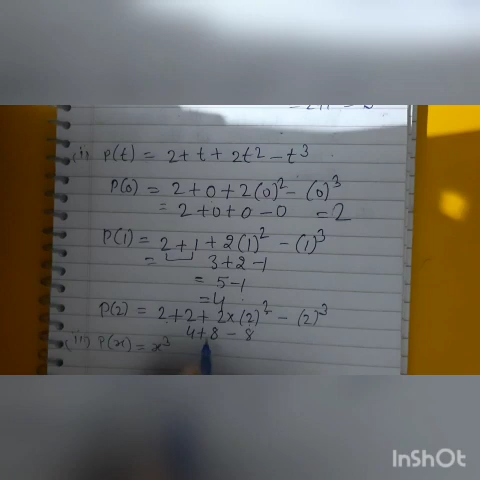 (ii) P(t) = 2 + t + 2t² - t³
P(0) = 2 + 0 + 2(0)² - (0)³
= 2 + 0 + 0 - 0 = 2
P(1) = 2 + 1 + 2(1)² - (1)³
= 3 + 2 - 1
= 5 - 1
= 4
P(2) = 2 + 2 + 2 × (2)² - (2)³
4 + 8 - 8
(iii) P(x) = x³
InShOt